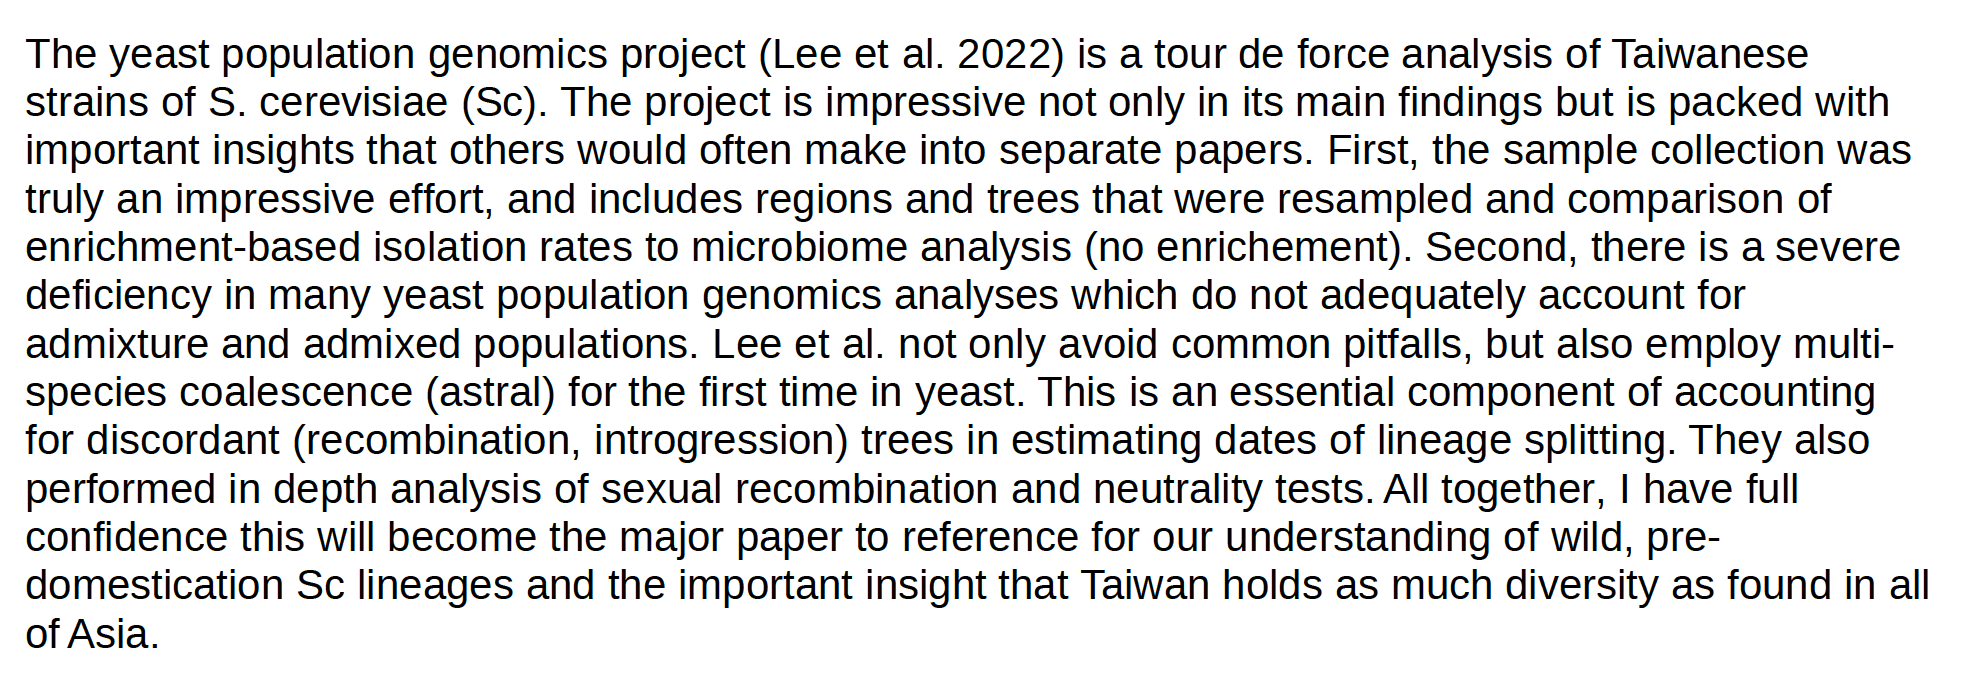 The yeast population genomics project (Lee et al. 2022) is a tour de force analysis of Taiwanese
strains of S. cerevisiae (Sc). The project is impressive not only in its main findings but is packed with
important insights that others would often make into separate papers. First, the sample collection was
truly an impressive effort, and includes regions and trees that were resampled and comparison of
enrichment-based isolation rates to microbiome analysis (no enrichement). Second, there is a severe
deficiency in many yeast population genomics analyses which do not adequately account for
admixture and admixed populations. Lee et al. not only avoid common pitfalls, but also employ multi-
species coalescence (astral) for the first time in yeast. This is an essential component of accounting
for discordant (recombination, introgression) trees in estimating dates of lineage splitting. They also
performed in depth analysis of sexual recombination and neutrality tests. All together, I have full
confidence this will become the major paper to reference for our understanding of wild, pre-
domestication Sc lineages and the important insight that Taiwan holds as much diversity as found in all
of Asia.